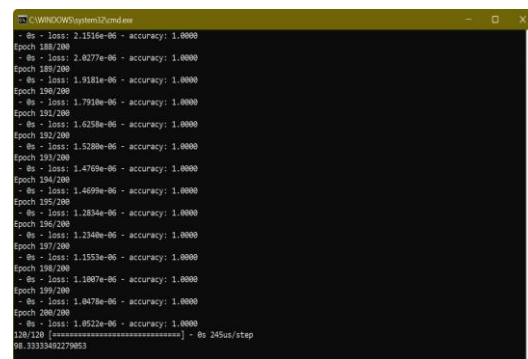 C:\WINDOWS\system32\cmd.exe
- 0s - loss: 2.1516e-06 - accuracy: 1.0000
Epoch 188/200
- 0s - loss: 2.0277e-06 - accuracy: 1.0000
Epoch 189/200
- 0s - loss: 1.9181e-06 - accuracy: 1.0000
Epoch 190/200
- 0s - loss: 1.7910e-06 - accuracy: 1.0000
Epoch 191/200
- 0s - loss: 1.6258e-06 - accuracy: 1.0000
Epoch 192/200
- 0s - loss: 1.5280e-06 - accuracy: 1.0000
Epoch 193/200
- 0s - loss: 1.4769e-06 - accuracy: 1.0000
Epoch 194/200
- 0s - loss: 1.4699e-06 - accuracy: 1.0000
Epoch 195/200
- 0s - loss: 1.2834e-06 - accuracy: 1.0000
Epoch 196/200
- 0s - loss: 1.2340e-06 - accuracy: 1.0000
Epoch 197/200
- 0s - loss: 1.1553e-06 - accuracy: 1.0000
Epoch 198/200
- 0s - loss: 1.1007e-06 - accuracy: 1.0000
Epoch 199/200
- 0s - loss: 1.0478e-06 - accuracy: 1.0000
Epoch 200/200
- 0s - loss: 1.0522e-06 - accuracy: 1.0000
120/120 [==============================] - 0s 245us/step
98.33333492279053